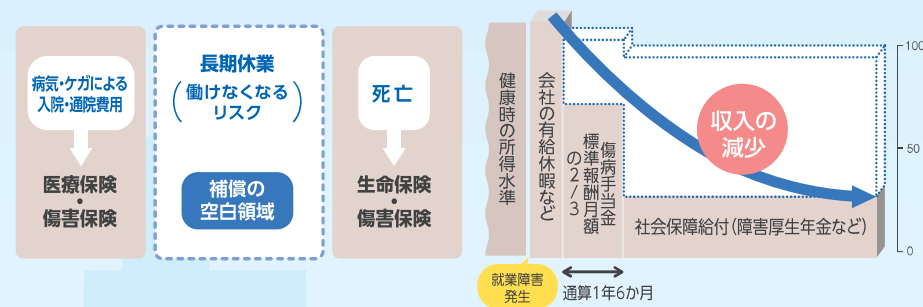 病気・ケガによる
入院・通院費用
医療保険
・
傷害保険
長期休業
(働けなくなる
リスク)
補償の
空白領域
死亡
生命保険
・
傷害保険
健康時の所得水準
会社の有給休暇など
傷病手当金
標準報酬月額
の2/3
収入の
減少
社会保障給付(障害厚生年金など)
100
50
0
就業障害
発生
通算1年6か月